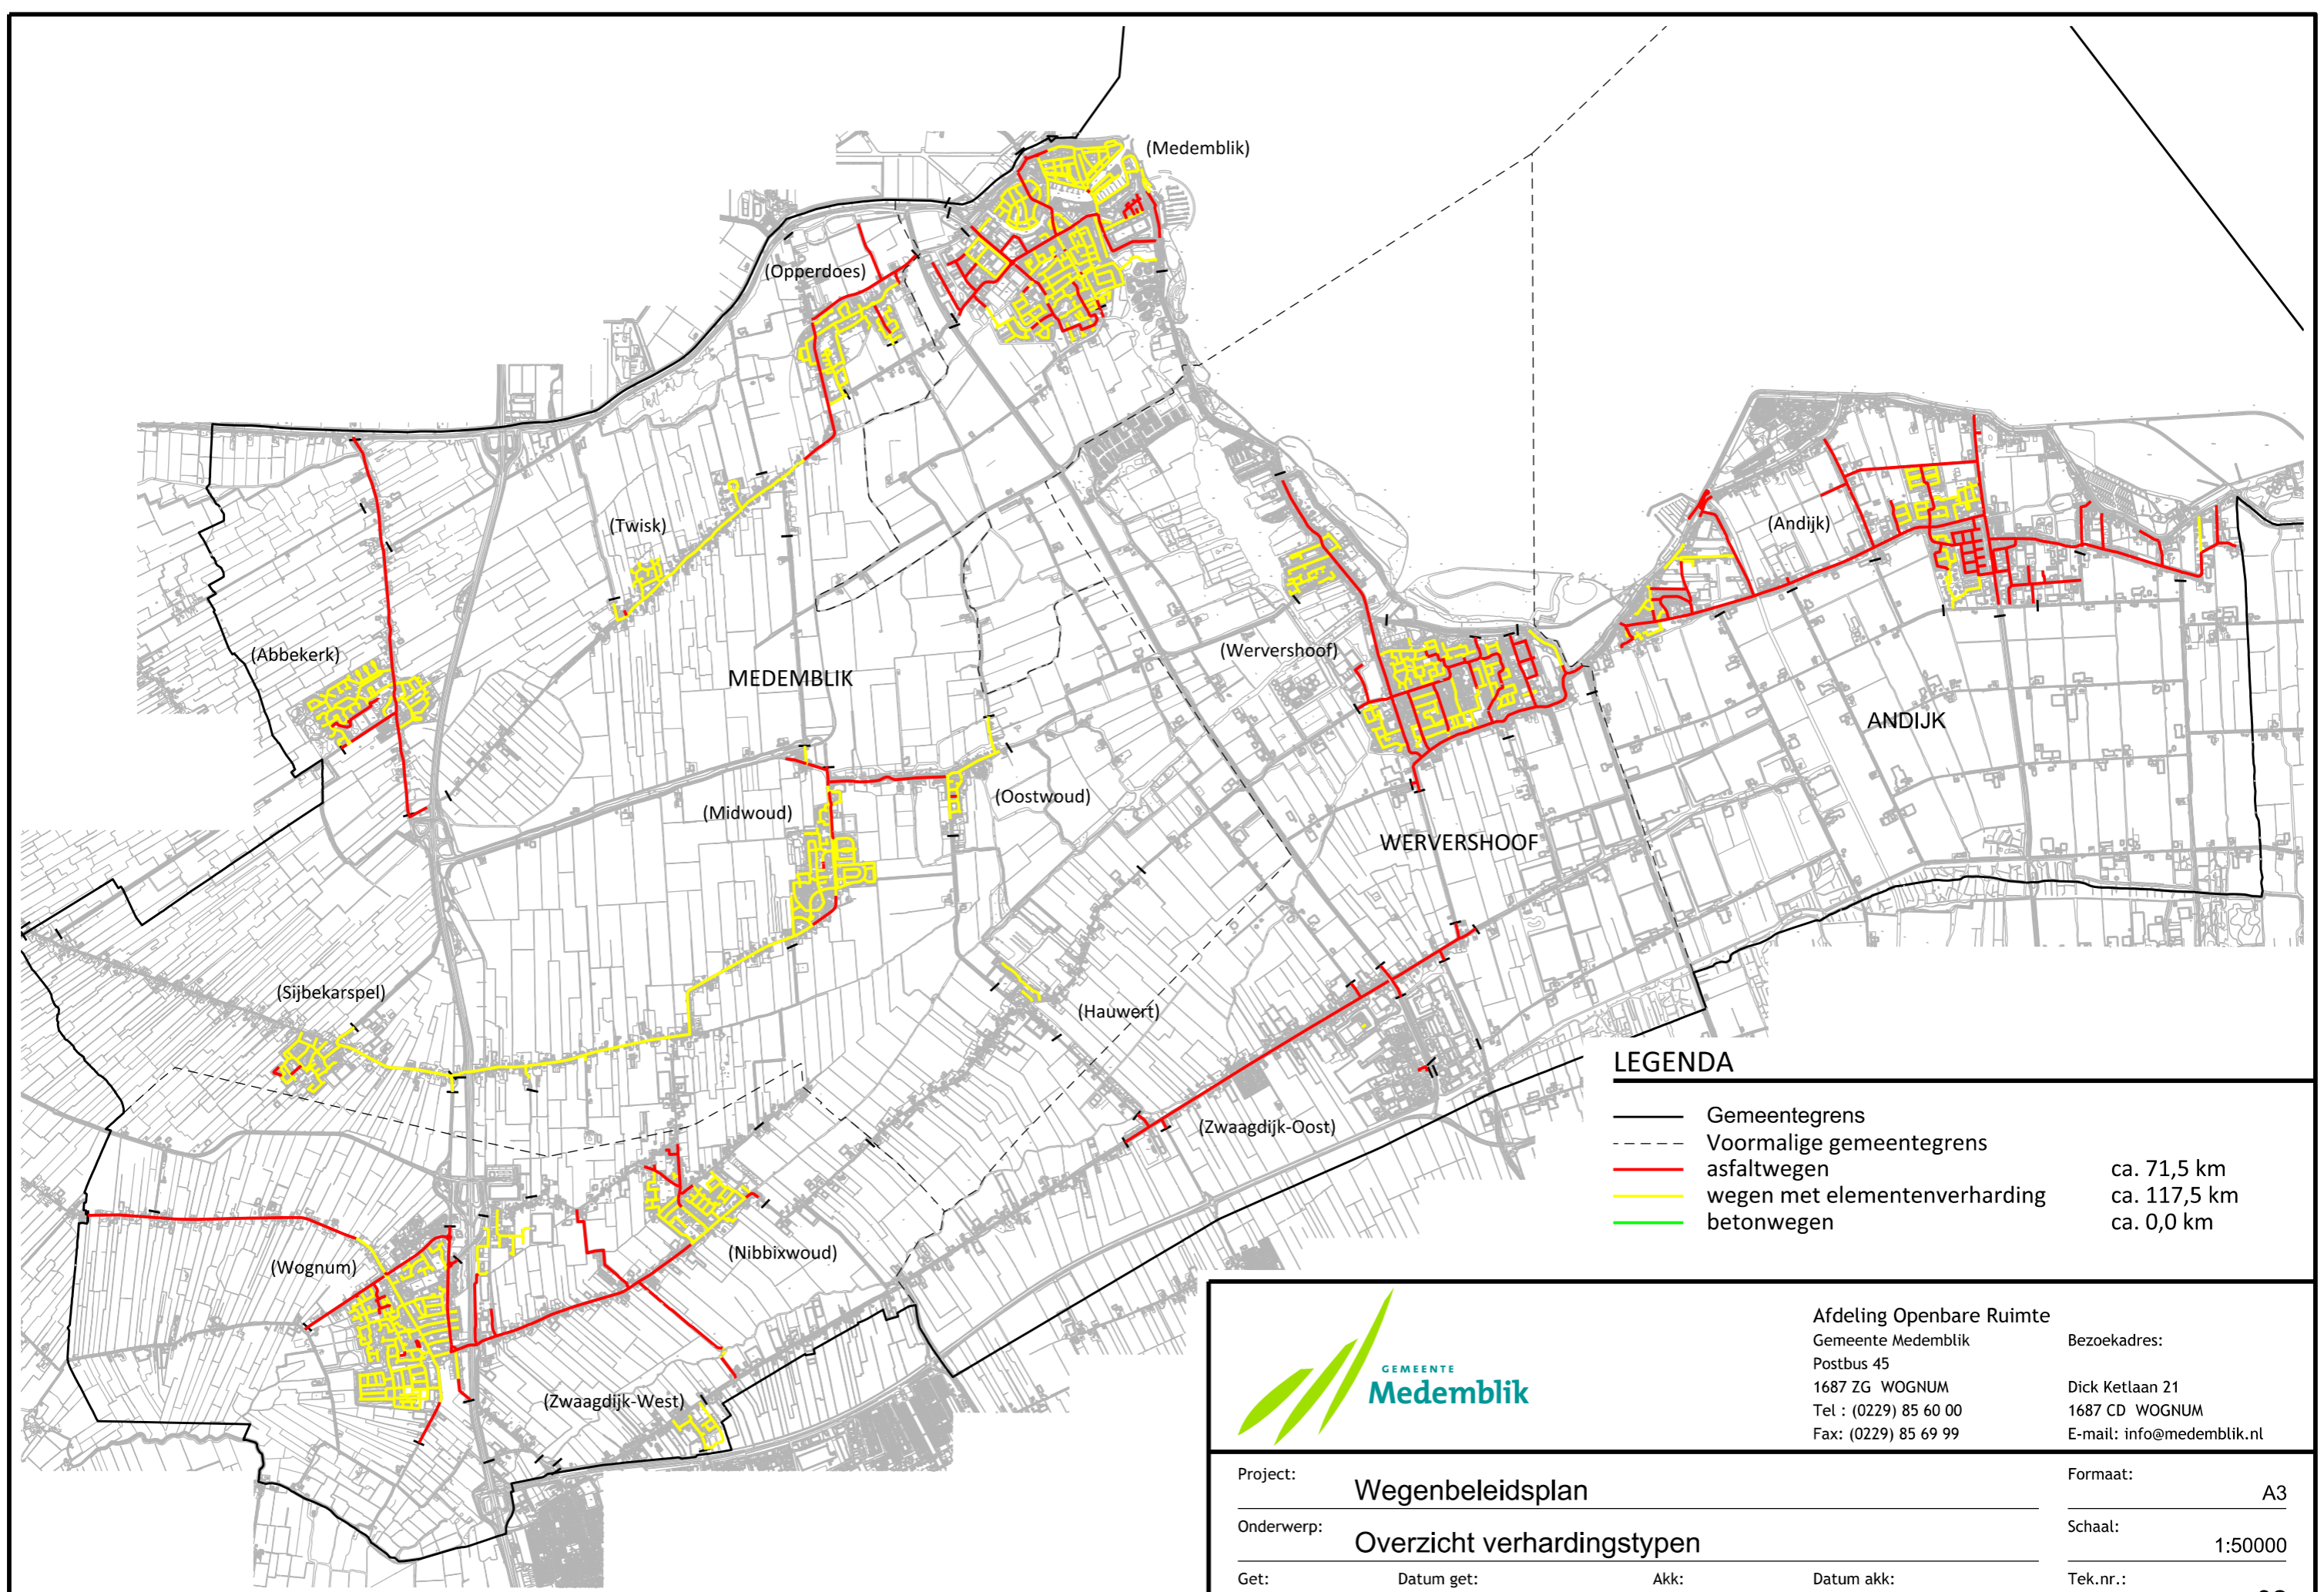 (Medemblik)
(Opperdoes)
(Twisk)
(Andijk)
(Abbekerk)
(Wervershoof)
MEDEMBLIK
ANDIJK
(Oostwoud)
(Midwoud)
WERVERSHOOF
(Sijbekarspel)
(Hauwert)
(Zwaagdijk-Oost)
(Nibbixwoud)
(Wognum)
(Zwaagdijk-West)
LEGENDA
Gemeentegrens
Voormalige gemeentegrens
asfaltwegen ca. 71,5 km
wegen met elementenverharding ca. 117,5 km
betonwegen ca. 0,0 km
GEMEENTE
Medemblik
Afdeling Openbare Ruimte
Gemeente Medemblik Bezoekadres:
Postbus 45
1687 ZG WOGNUM Dick Ketlaan 21
Tel : (0229) 85 60 00 1687 CD WOGNUM
Fax: (0229) 85 69 99 E-mail: info@medemblik.nl
Project: Wegenbeleidsplan Formaat: A3
Onderwerp: Overzicht verhardingstypen Schaal: 1:50000
Get: Datum get: Akk: Datum akk: Tek.nr.: